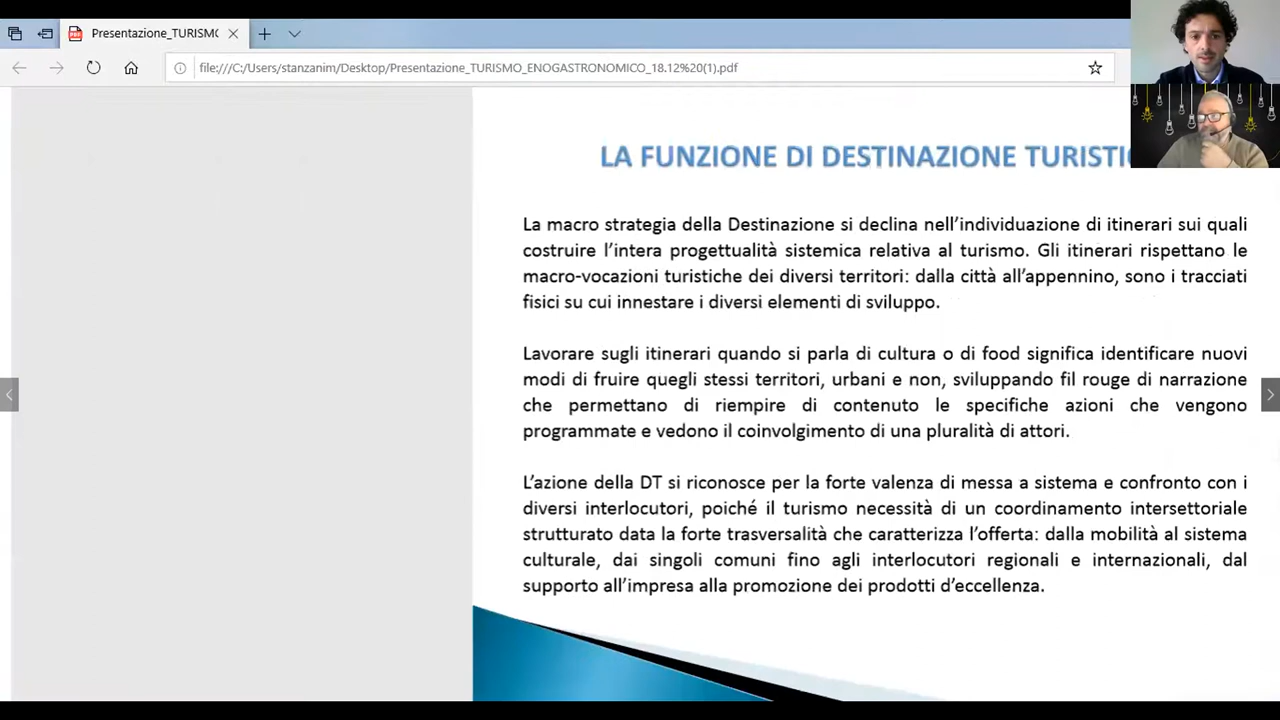 Presentazione_TURISMO
file:///C:/Users/stanzanim/Desktop/Presentazione_TURISMO_ENOGASTRONOMICO_18.12%20(1).pdf
LA FUNZIONE DI DESTINAZIONE
La macro strategia della Destinazione si declina nell'individuazione di itinerari sui quali
costruire l'intera progettualità sistemica relativa al turismo. Gli itinerari rispettano le
macro-vocazioni turistiche dei diversi territori: dalla città all'appennino, sono i tracciati
fisici su cui innestare i diversi elementi di sviluppo.
Lavorare sugli itinerari quando si parla di cultura o di food significa identificare nuovi
modi di fruire quegli stessi territori, urbani e non, sviluppando fil rouge di narrazione
che permettano di riempire di contenuto le specifiche azioni che vengono
programmate e vedono il coinvolgimento di una pluralità di attori.
L'azione della DT si riconosce per la forte valenza di messa a sistema e confronto con i
diversi interlocutori, poiché il turismo necessità di un coordinamento intersettoriale
strutturato data la forte trasversalità che caratterizza l'offerta: dalla mobilità al sistema
culturale, dai singoli comuni fino agli interlocutori regionali e internazionali, dal
supporto all'impresa alla promozione dei prodotti d'eccellenza.